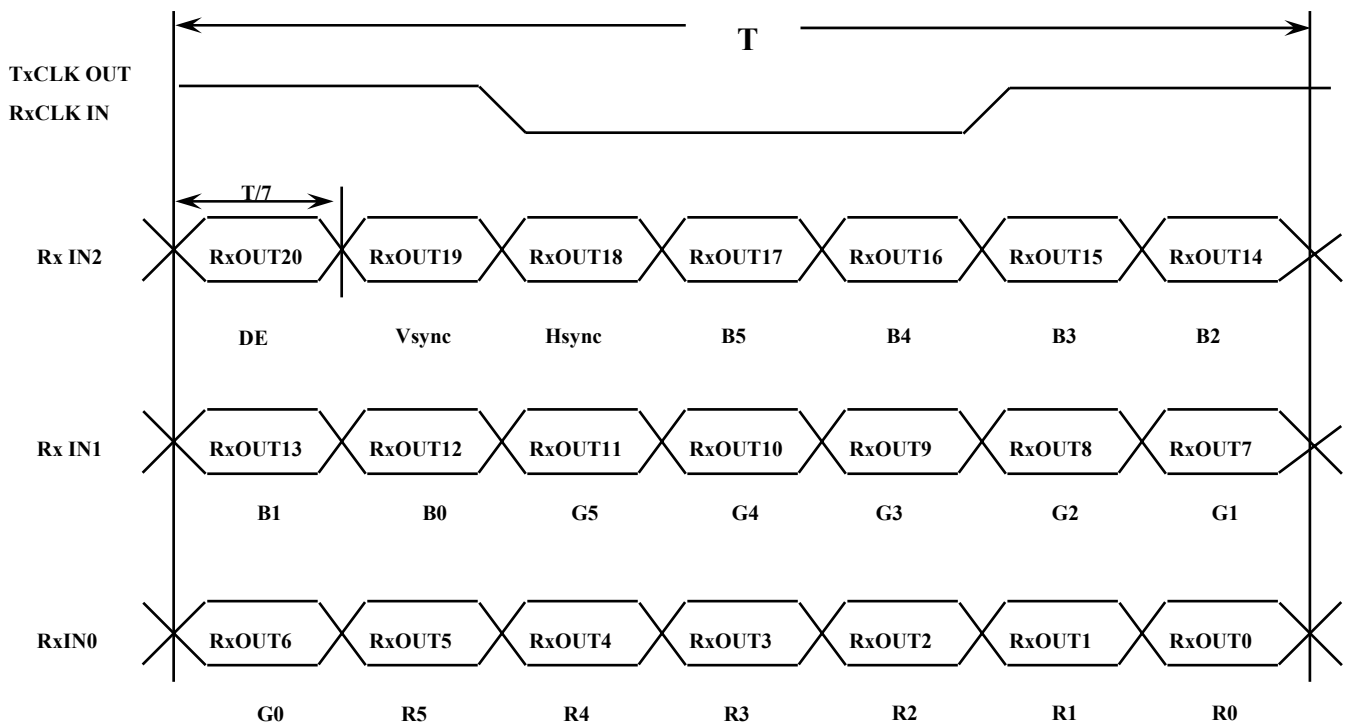 T
TxCLK OUT
RxCLK IN
T/7
Rx IN2 RxOUT20 RxOUT19 RxOUT18 RxOUT17 RxOUT16 RxOUT15 RxOUT14
DE Vsync Hsync B5 B4 B3 B2
Rx IN1 RxOUT13 RxOUT12 RxOUT11 RxOUT10 RxOUT9 RxOUT8 RxOUT7
B1 B0 G5 G4 G3 G2 G1
RxIN0 RxOUT6 RxOUT5 RxOUT4 RxOUT3 RxOUT2 RxOUT1 RxOUT0
G0 R5 R4 R3 R2 R1 R0